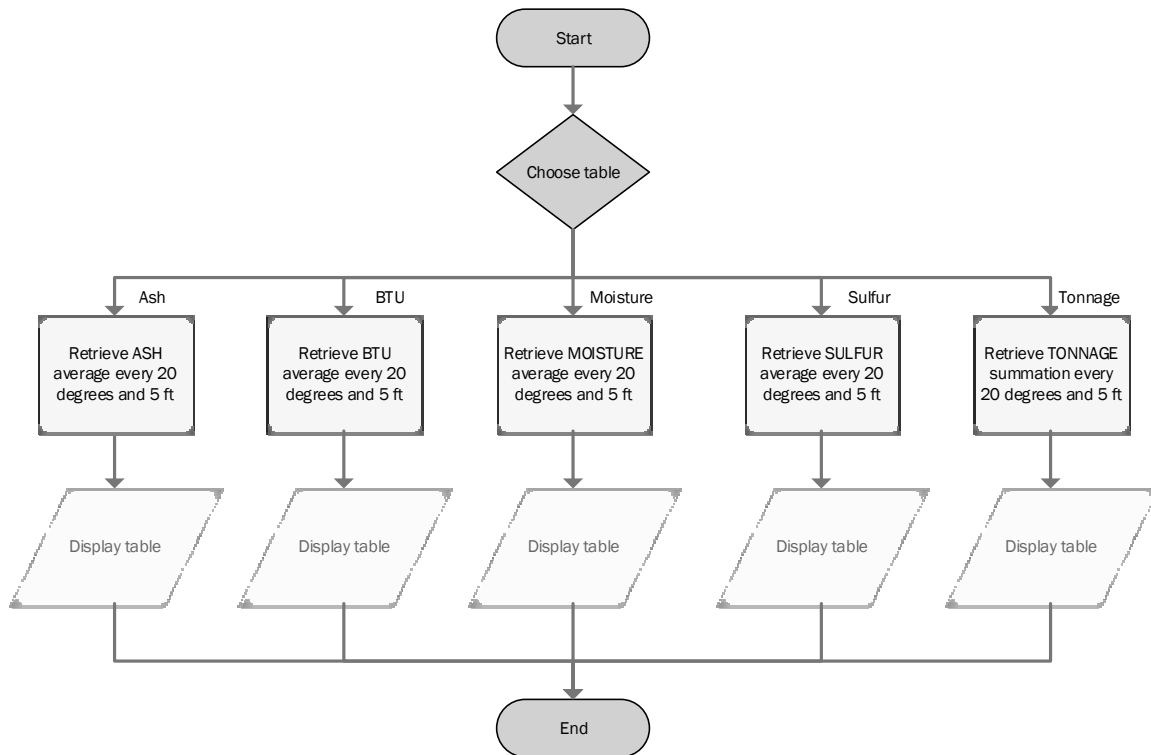 Start
Choose table
Ash
BTU
Moisture
Sulfur
Tonnage
Retrieve ASH
average every 20
degrees and 5 ft
Retrieve BTU
average every 20
degrees and 5 ft
Retrieve MOISTURE
average every 20
degrees and 5 ft
Retrieve SULFUR
average every 20
degrees and 5 ft
Retrieve TONNAGE
summation every
20 degrees and 5 ft
Display table
Display table
Display table
Display table
Display table
End